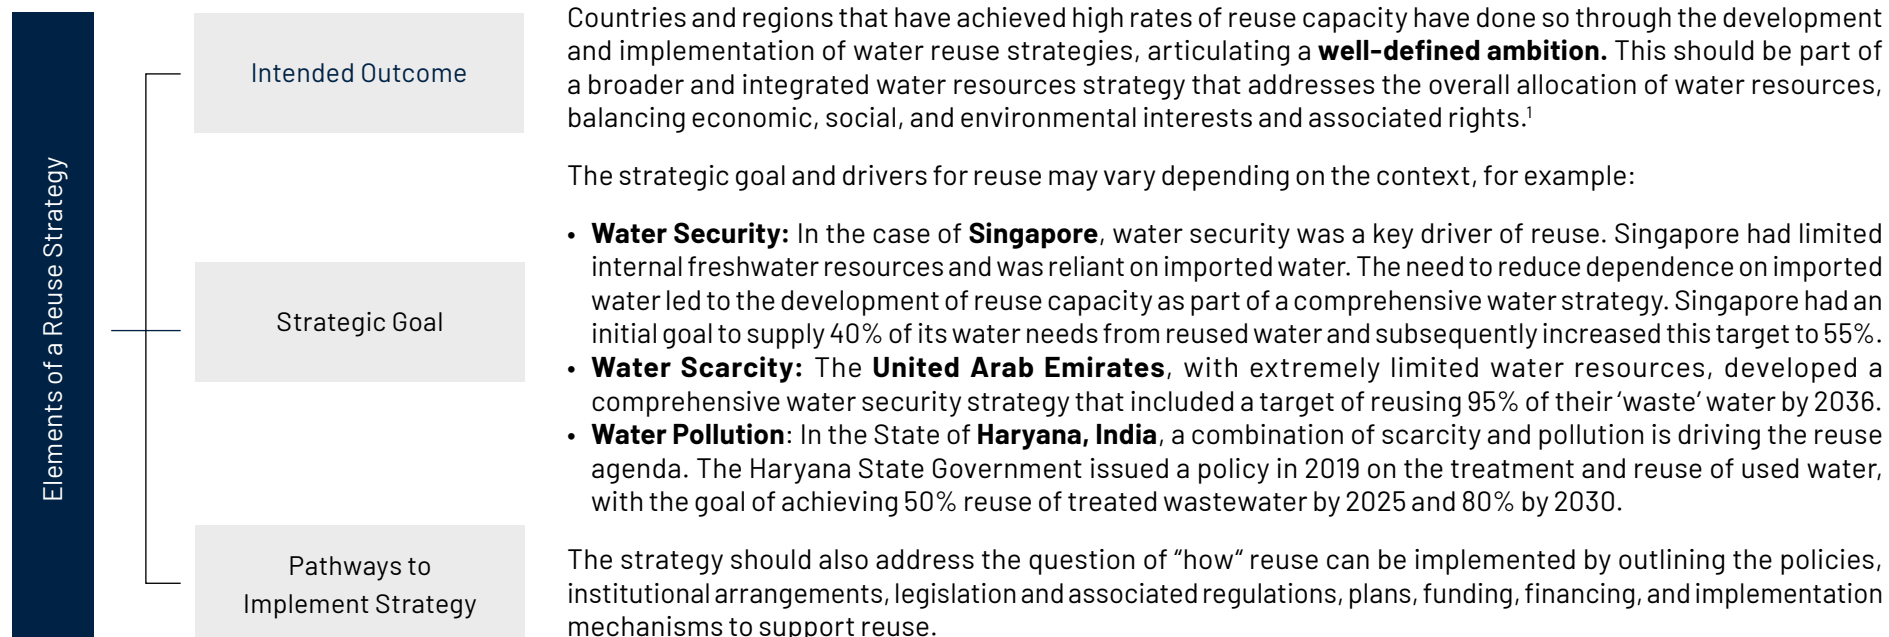 Elements of a Reuse Strategy
Intended Outcome
Countries and regions that have achieved high rates of reuse capacity have done so through the development
and implementation of water reuse strategies, articulating a well-defined ambition. This should be part of
a broader and integrated water resources strategy that addresses the overall allocation of water resources,
balancing economic, social, and environmental interests and associated rights.¹
Strategic Goal
The strategic goal and drivers for reuse may vary depending on the context, for example:
• Water Security: In the case of Singapore, water security was a key driver of reuse. Singapore had limited
internal freshwater resources and was reliant on imported water. The need to reduce dependence on imported
water led to the development of reuse capacity as part of a comprehensive water strategy. Singapore had an
initial goal to supply 40% of its water needs from reused water and subsequently increased this target to 55%.
• Water Scarcity: The United Arab Emirates, with extremely limited water resources, developed a
comprehensive water security strategy that included a target of reusing 95% of their ‘waste’ water by 2036.
• Water Pollution: In the State of Haryana, India, a combination of scarcity and pollution is driving the reuse
agenda. The Haryana State Government issued a policy in 2019 on the treatment and reuse of used water,
with the goal of achieving 50% reuse of treated wastewater by 2025 and 80% by 2030.
Pathways to
Implement Strategy
The strategy should also address the question of “how“ reuse can be implemented by outlining the policies,
institutional arrangements, legislation and associated regulations, plans, funding, financing, and implementation
mechanisms to support reuse.